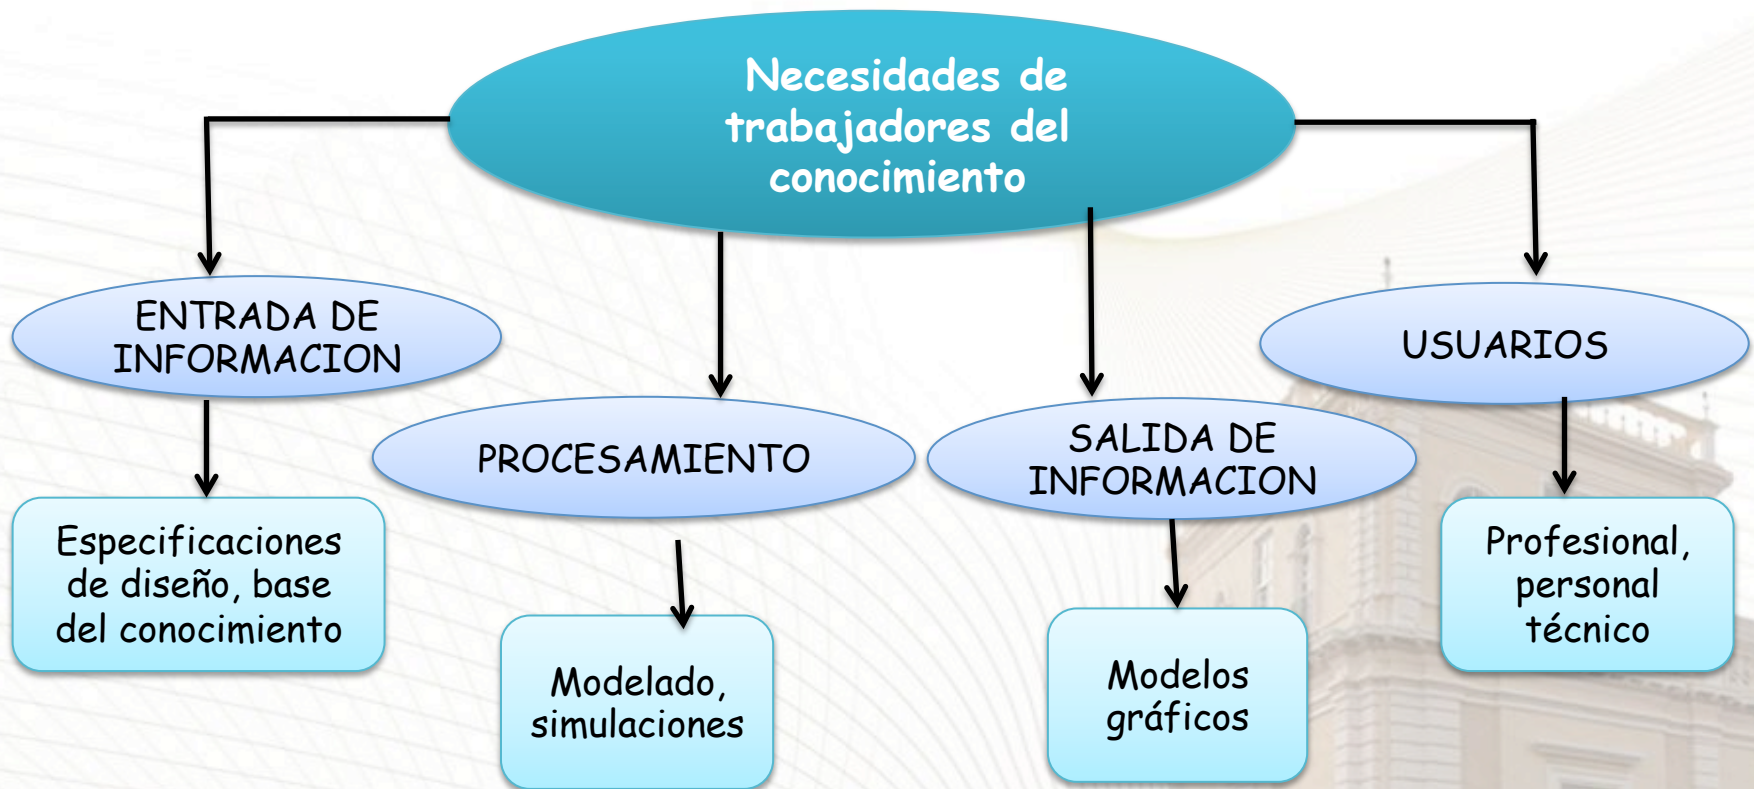 Necesidades de
trabajadores del
conocimiento
ENTRADA DE
INFORMACION
USUARIOS
PROCESAMIENTO
SALIDA DE
INFORMACION
Especificaciones
de diseño, base
del conocimiento
Modelado,
simulaciones
Modelos
gráficos
Profesional,
personal
técnico